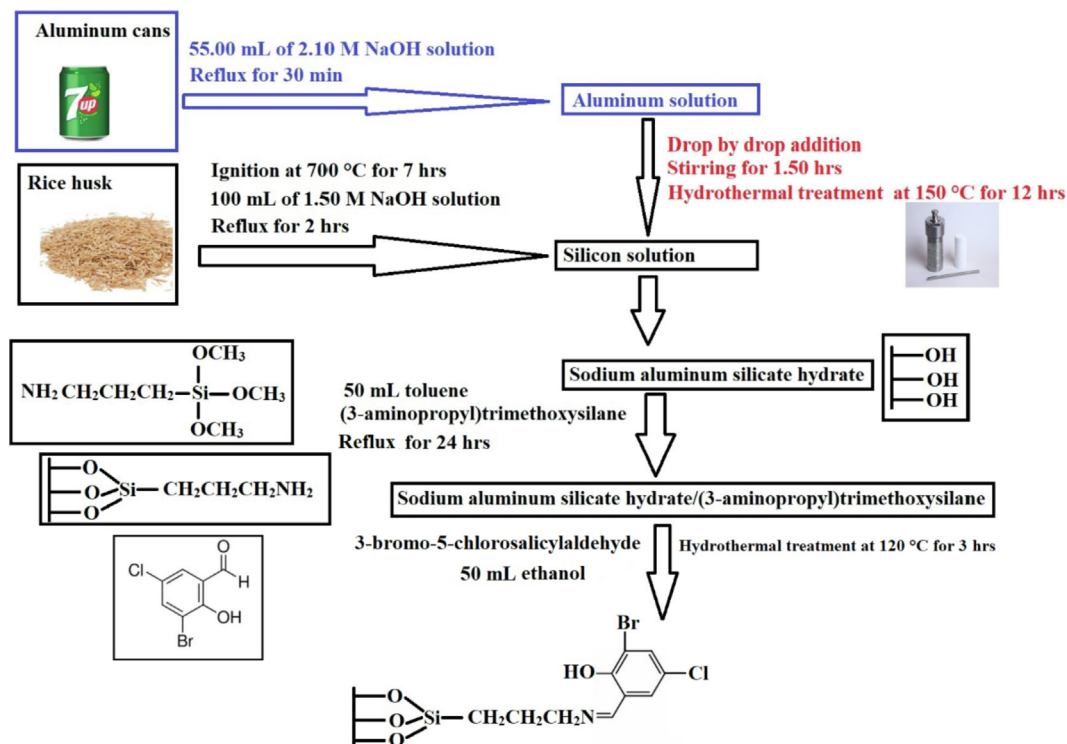 Aluminum cans
7
up
55.00 mL of 2.10 M NaOH solution
Reflux for 30 min
Aluminum solution
Drop by drop addition
Stirring for 1.50 hrs
Hydrothermal treatment at 150 °C for 12 hrs
Rice husk
Ignition at 700 °C for 7 hrs
100 mL of 1.50 M NaOH solution
Reflux for 2 hrs
Silicon solution
Sodium aluminum silicate hydrate
OH
OH
OH
OCH3
NH2CH2CH2CH2—Si—OCH3
OCH3
50 mL toluene
(3-aminopropyl)trimethoxysilane
Reflux for 24 hrs
O
O Si—CH2CH2CH2NH2
O
Sodium aluminum silicate hydrate/(3-aminopropyl)trimethoxysilane
3-bromo-5-chlorosalicylaldehyde
50 mL ethanol
Hydrothermal treatment at 120 °C for 3 hrs
O
Cl H
OH
Br
Br
HO Cl
O
O Si—CH2CH2CH2N
O